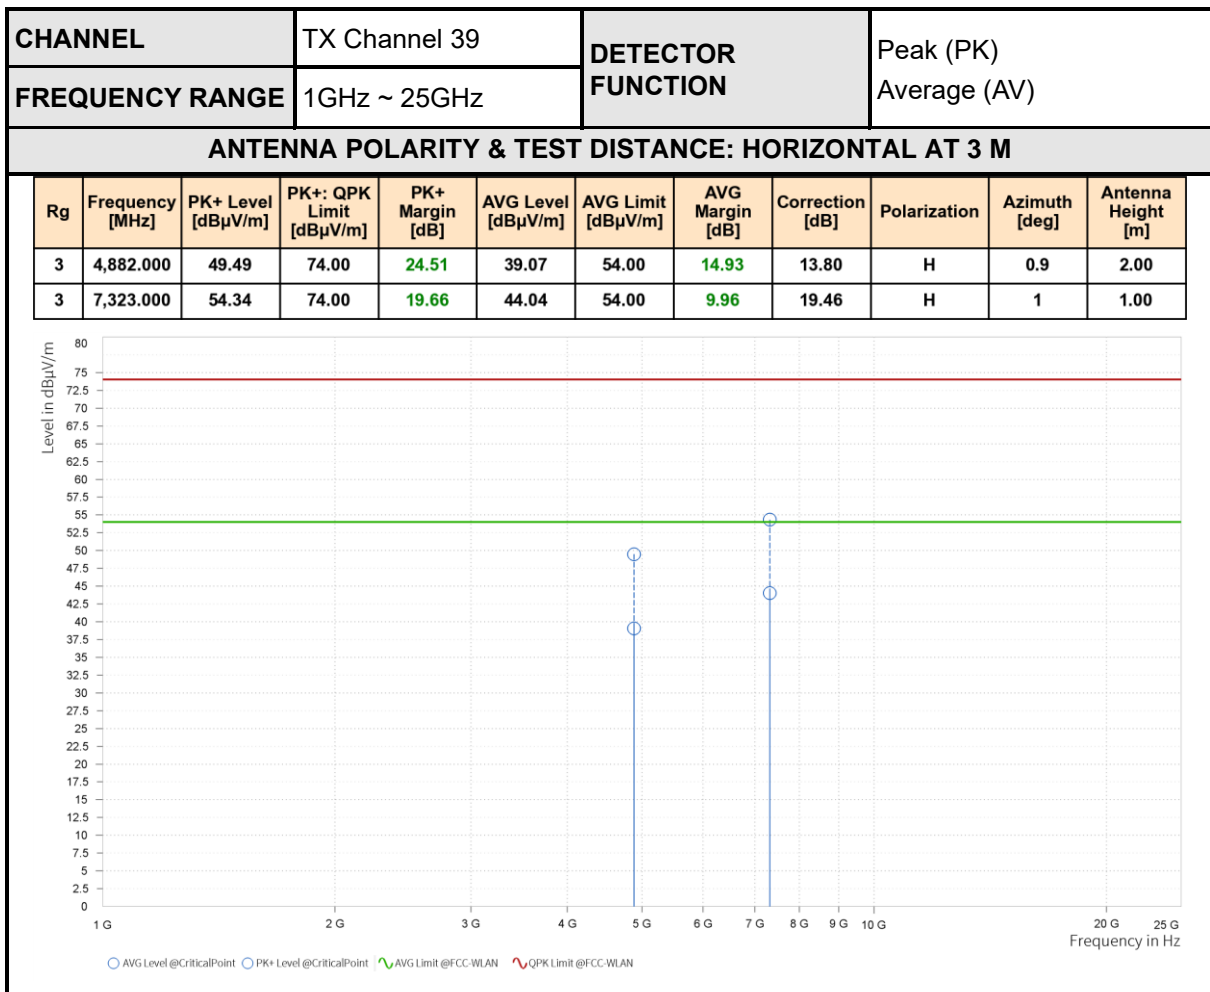 CHANNEL TX Channel 39 DETECTOR FUNCTION Peak (PK)
Average (AV)
FREQUENCY RANGE 1GHz ~ 25GHz
ANTENNA POLARITY & TEST DISTANCE: HORIZONTAL AT 3 M
Rg Frequency [MHz] PK+ Level [dBµV/m] PK+: QPK Limit [dBµV/m] PK+ Margin [dB] AVG Level [dBµV/m] AVG Limit [dBµV/m] AVG Margin [dB] Correction [dB] Polarization Azimuth [deg] Antenna Height [m]
3 4,882.000 49.49 74.00 24.51 39.07 54.00 14.93 13.80 H 0.9 2.00
3 7,323.000 54.34 74.00 19.66 44.04 54.00 9.96 19.46 H 1 1.00
Level in dBµV/m
80
75
72.5
70
67.5
65
62.5
60
57.5
55
52.5
50
47.5
45
42.5
40
37.5
35
32.5
30
27.5
25
22.5
20
17.5
15
12.5
10
7.5
5
2.5
0
1 G 2 G 3 G 4 G 5 G 6 G 7 G 8 G 9 G 10 G 20 G 25 G
Frequency in Hz
AVG Level @CriticalPoint PK+ Level @CriticalPoint AVG Limit @FCC-WLAN QPK Limit @FCC-WLAN